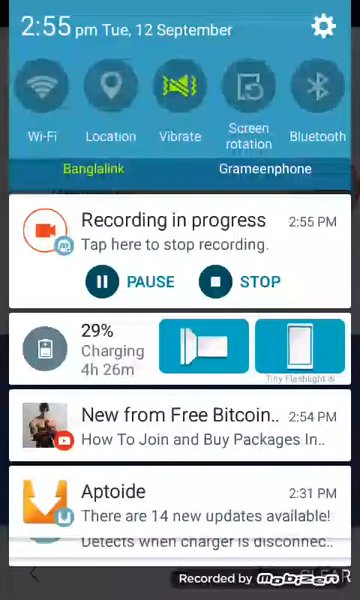 2:55 pm Tue, 12 September
Wi-Fi
Location
Vibrate
Screen
rotation
Bluetooth
Banglalink
Grameenphone
Recording in progress 2:55 PM
Tap here to stop recording.
PAUSE STOP
29%
Charging
4h 26m
Tiny Flashlight ®
New from Free Bitcoin.. 2:54 PM
How To Join and Buy Packages In..
Aptoide 2:31 PM
There are 14 new updates available!
Detects when charger is disconnec..
CLEAR
Recorded by Mobizen